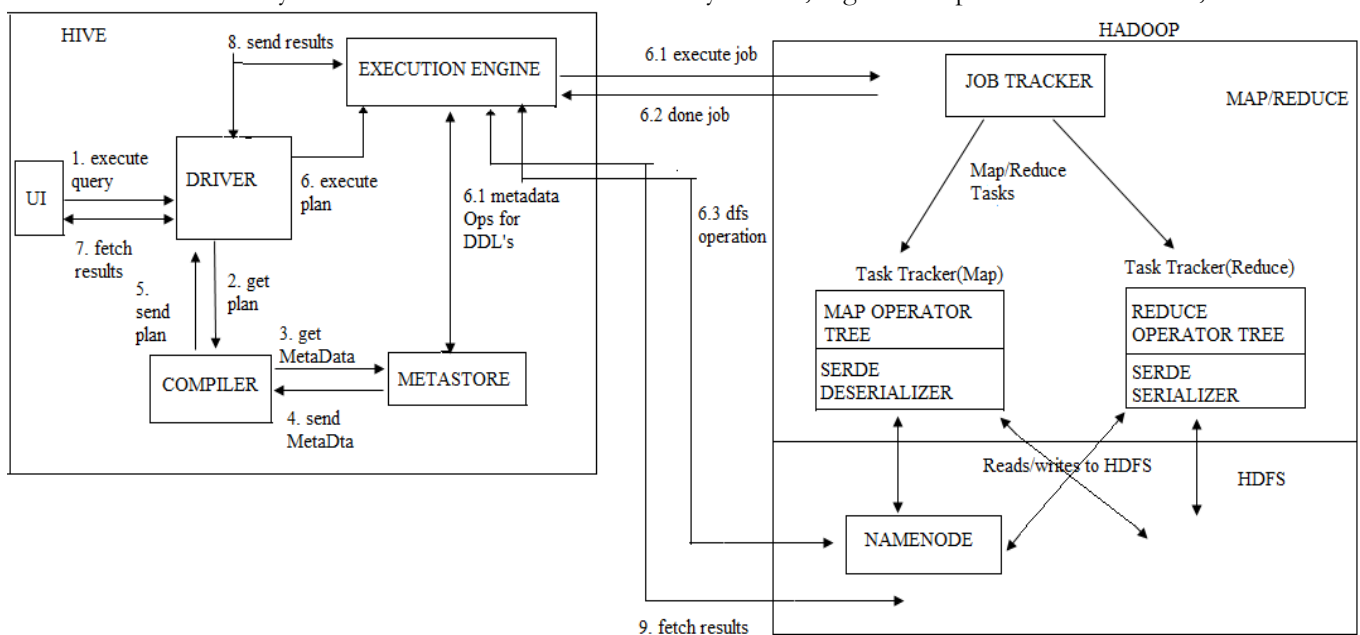 HIVE
8. send results
EXECUTION ENGINE
6.1 execute job
6.2 done job
HADOOP
JOB TRACKER
MAP/REDUCE
1. execute
query
UI
DRIVER
6. execute
plan
6.1 metadata
Ops for
DDL's
6.3 dfs
operation
Map/Reduce
Tasks
7. fetch
results
5.
send
plan
2. get
plan
3. get
MetaData
COMPILER
METASTORE
4. send
MetaDta
Task Tracker(Map)
MAP OPERATOR
TREE
SERDE
DESERIALIZER
Task Tracker(Reduce)
REDUCE
OPERATOR TREE
SERDE
SERIALIZER
Reads/writes to HDFS
HDFS
NAMENODE
9. fetch results